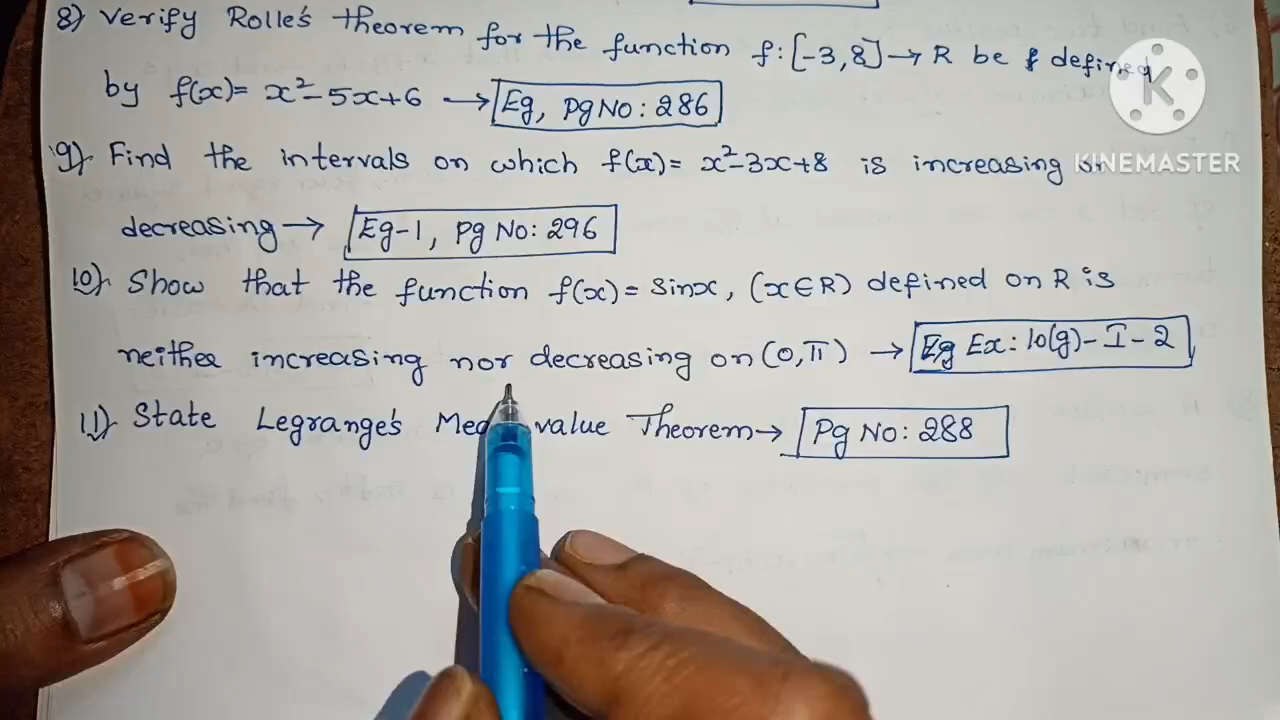 8) Verify Rolle's theorem for the function f: [-3,8] → R be f defined
by f(x) = x²-5x+6 → Eg, Pg No: 286
9) Find the intervals on which f(x) = x²-3x+8 is increasing or
KINEMASTER
decreasing → Eg-1, Pg No: 296
10) Show that the function f(x) = sinx, (x∈R) defined on R is
neither increasing nor decreasing on (0,π) → Eg Ex: 10(g)-I-2
11) State Legrange's Mea value Theorem → Pg No: 288